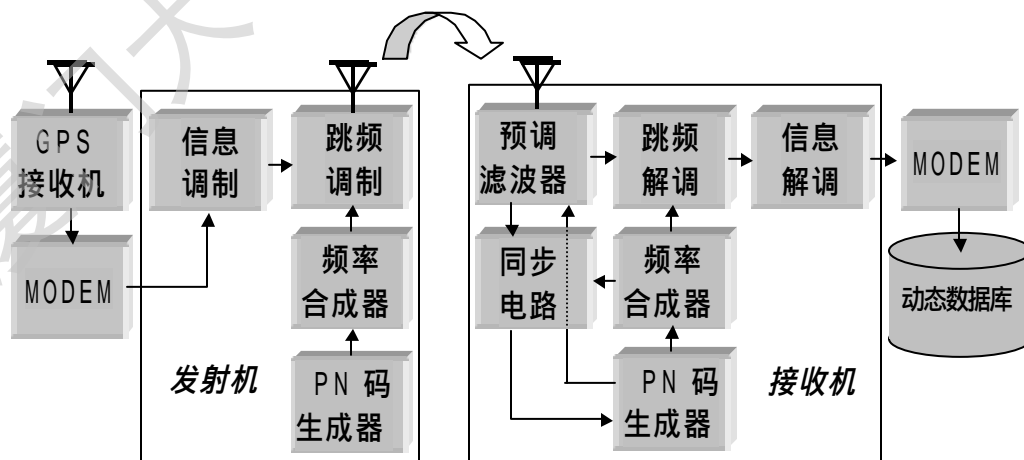 GPS
接收机
MODEM
信息
调制
跳频
调制
频率
合成器
PN 码
生成器
发射机
预调
滤波器
跳频
解调
信息
解调
同步
电路
频率
合成器
PN 码
生成器
接收机
MODEM
动态数据库